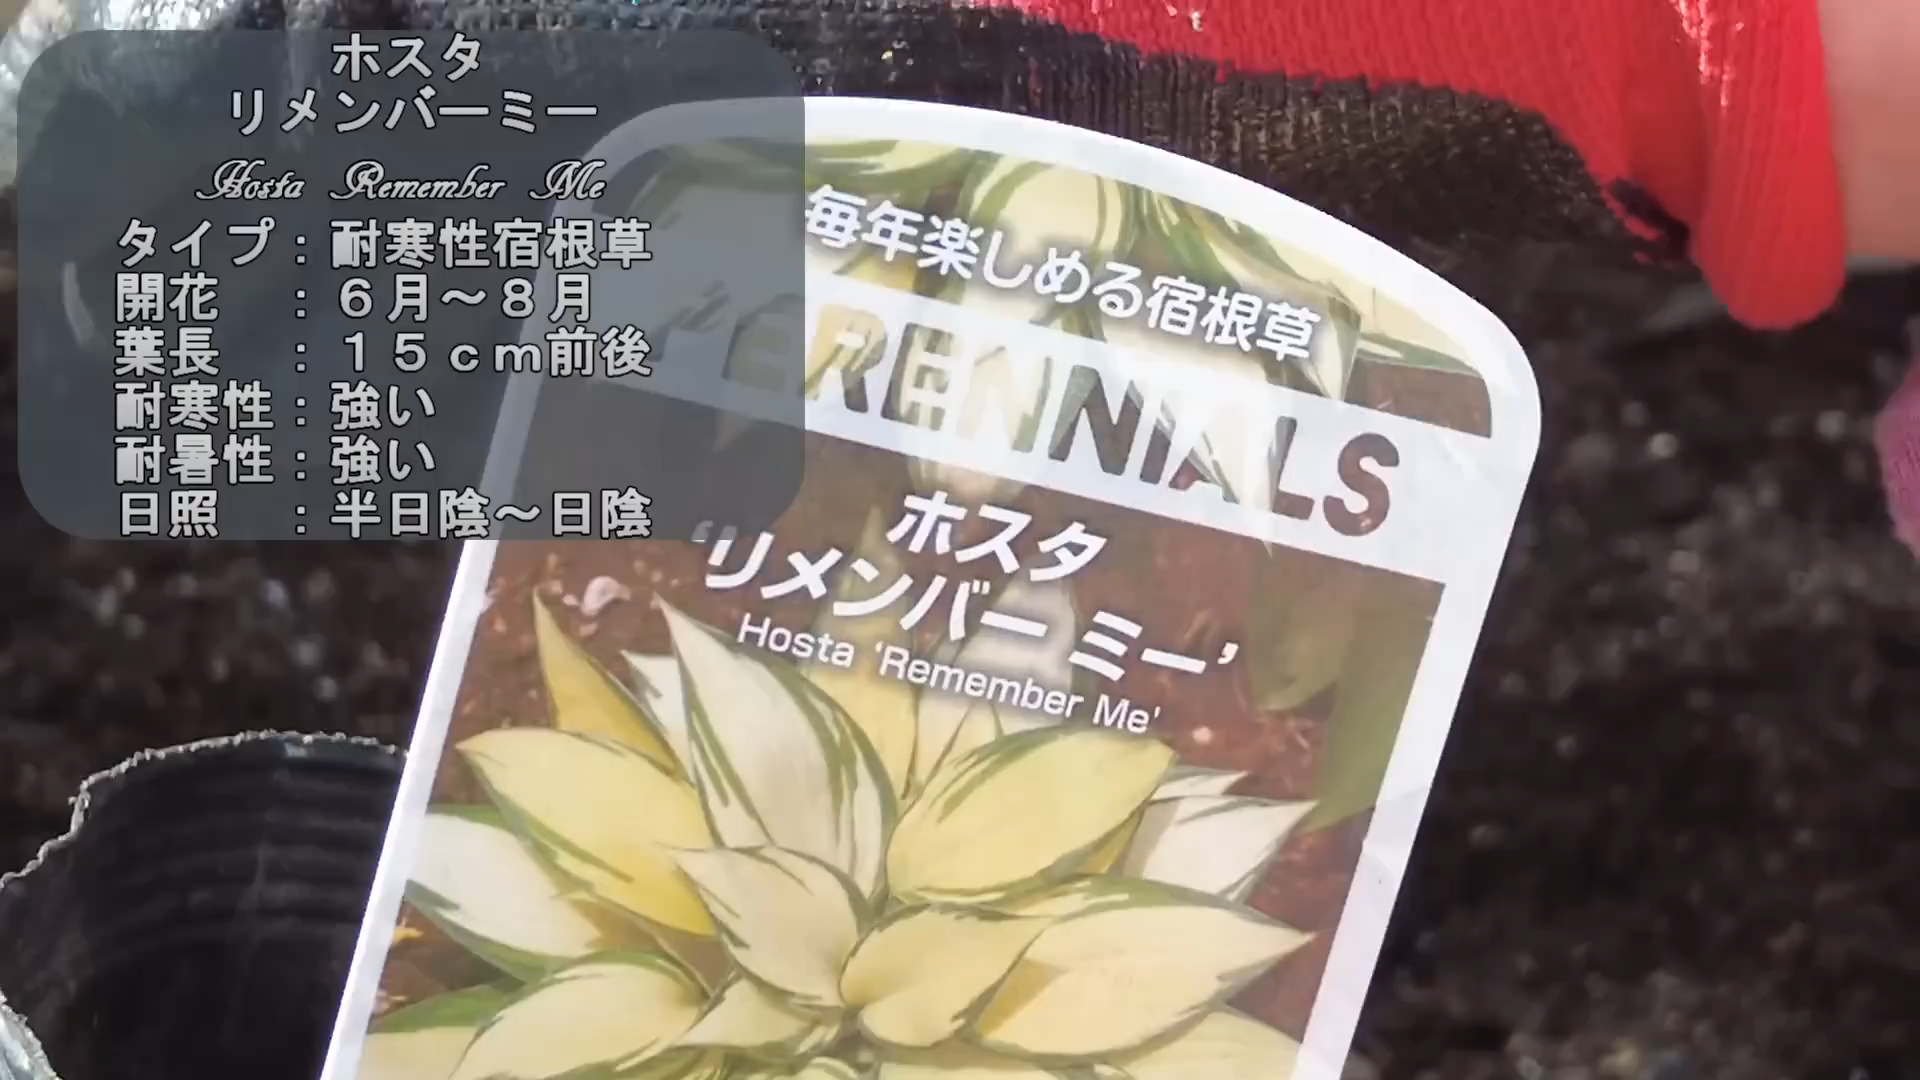 ホスタ
リメンバーミー
Hosta Remember Me
タイプ：耐寒性宿根草
開花　：６月～８月
葉長　：１５ｃｍ前後
耐寒性：強い
耐暑性：強い
日照　：半日陰～日陰
毎年楽しめる宿根草
PERENNIALS
ホスタ
‘リメンバー ミー’
Hosta ‘Remember Me’